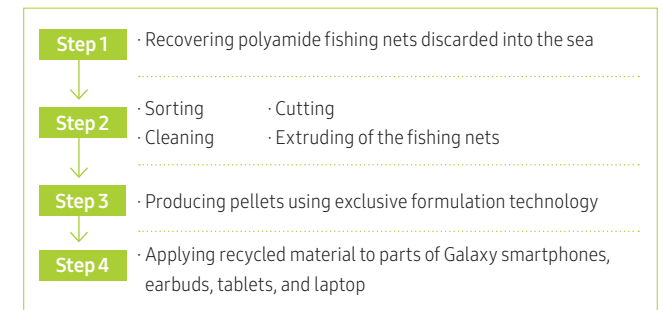 Step 1
· Recovering polyamide fishing nets discarded into the sea
Step 2
· Sorting · Cutting
· Cleaning · Extruding of the fishing nets
Step 3
· Producing pellets using exclusive formulation technology
Step 4
· Applying recycled material to parts of Galaxy smartphones,
earbuds, tablets, and laptop